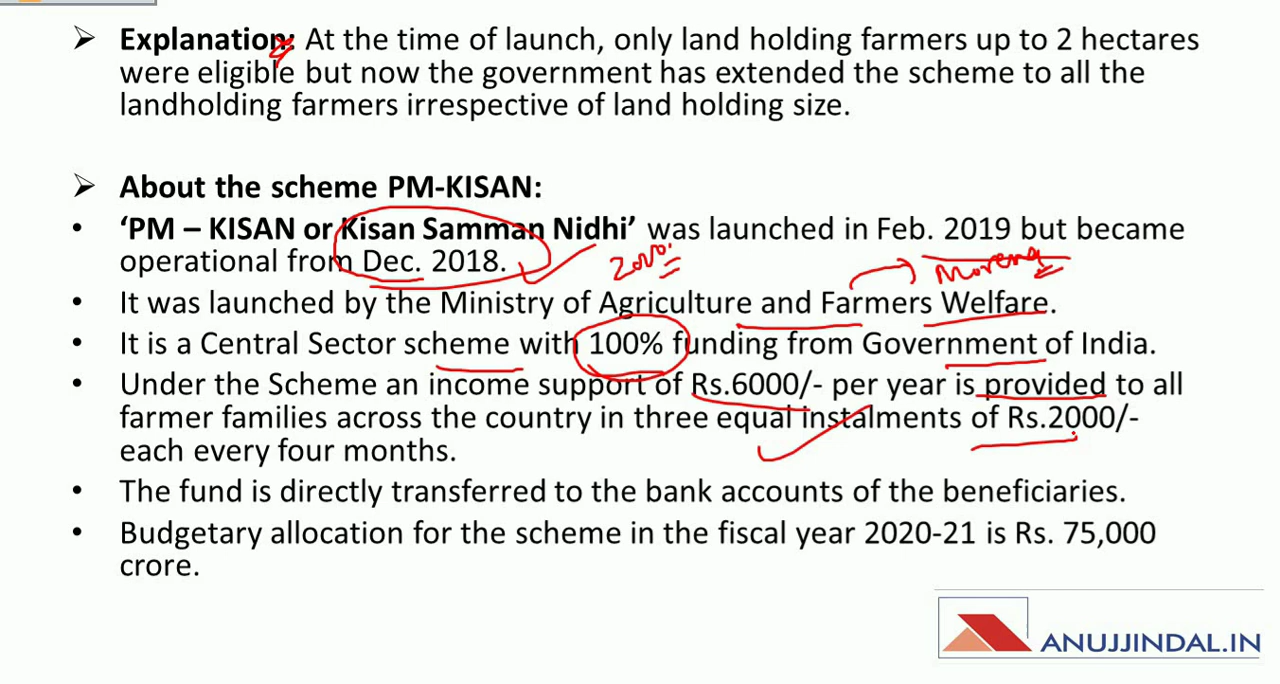 ➢ Explanation: At the time of launch, only land holding farmers up to 2 hectares
were eligible but now the government has extended the scheme to all the
landholding farmers irrespective of land holding size.
➢ About the scheme PM-KISAN:
• ‘PM – KISAN or Kisan Samman Nidhi’ was launched in Feb. 2019 but became
operational from Dec. 2018.
2000
Morena
• It was launched by the Ministry of Agriculture and Farmers Welfare.
• It is a Central Sector scheme with 100% funding from Government of India.
• Under the Scheme an income support of Rs.6000/- per year is provided to all
farmer families across the country in three equal instalments of Rs.2000/-
each every four months.
• The fund is directly transferred to the bank accounts of the beneficiaries.
• Budgetary allocation for the scheme in the fiscal year 2020-21 is Rs. 75,000
crore.
ANUJJINDAL.IN